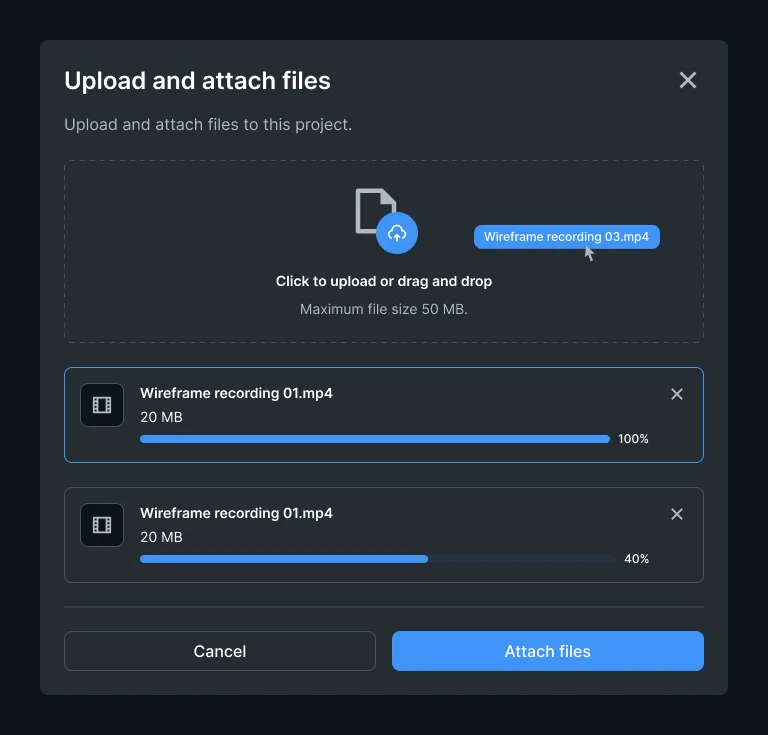 Upload and attach files
Upload and attach files to this project.
Wireframe recording 03.mp4
Click to upload or drag and drop
Maximum file size 50 MB.
Wireframe recording 01.mp4
20 MB
100%
Wireframe recording 01.mp4
20 MB
40%
Cancel
Attach files